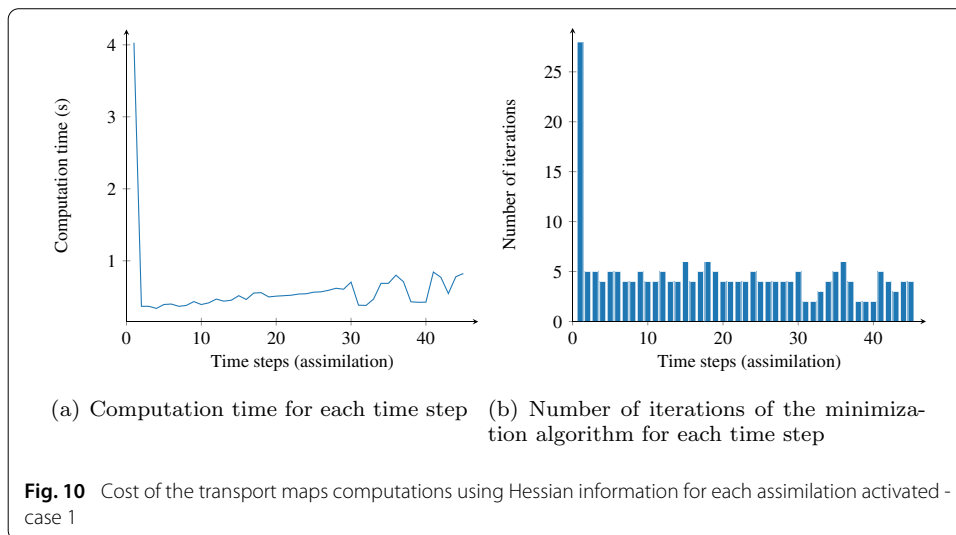 4
3
2
1
0
10
20
30
40
Computation time (s)
Time steps (assimilation)
25
20
15
10
5
0
0
10
20
30
40
Number of iterations
Time steps (assimilation)
(a) Computation time for each time step
(b) Number of iterations of the minimiza-
tion algorithm for each time step
Fig. 10 Cost of the transport maps computations using Hessian information for each assimilation activated -
case 1